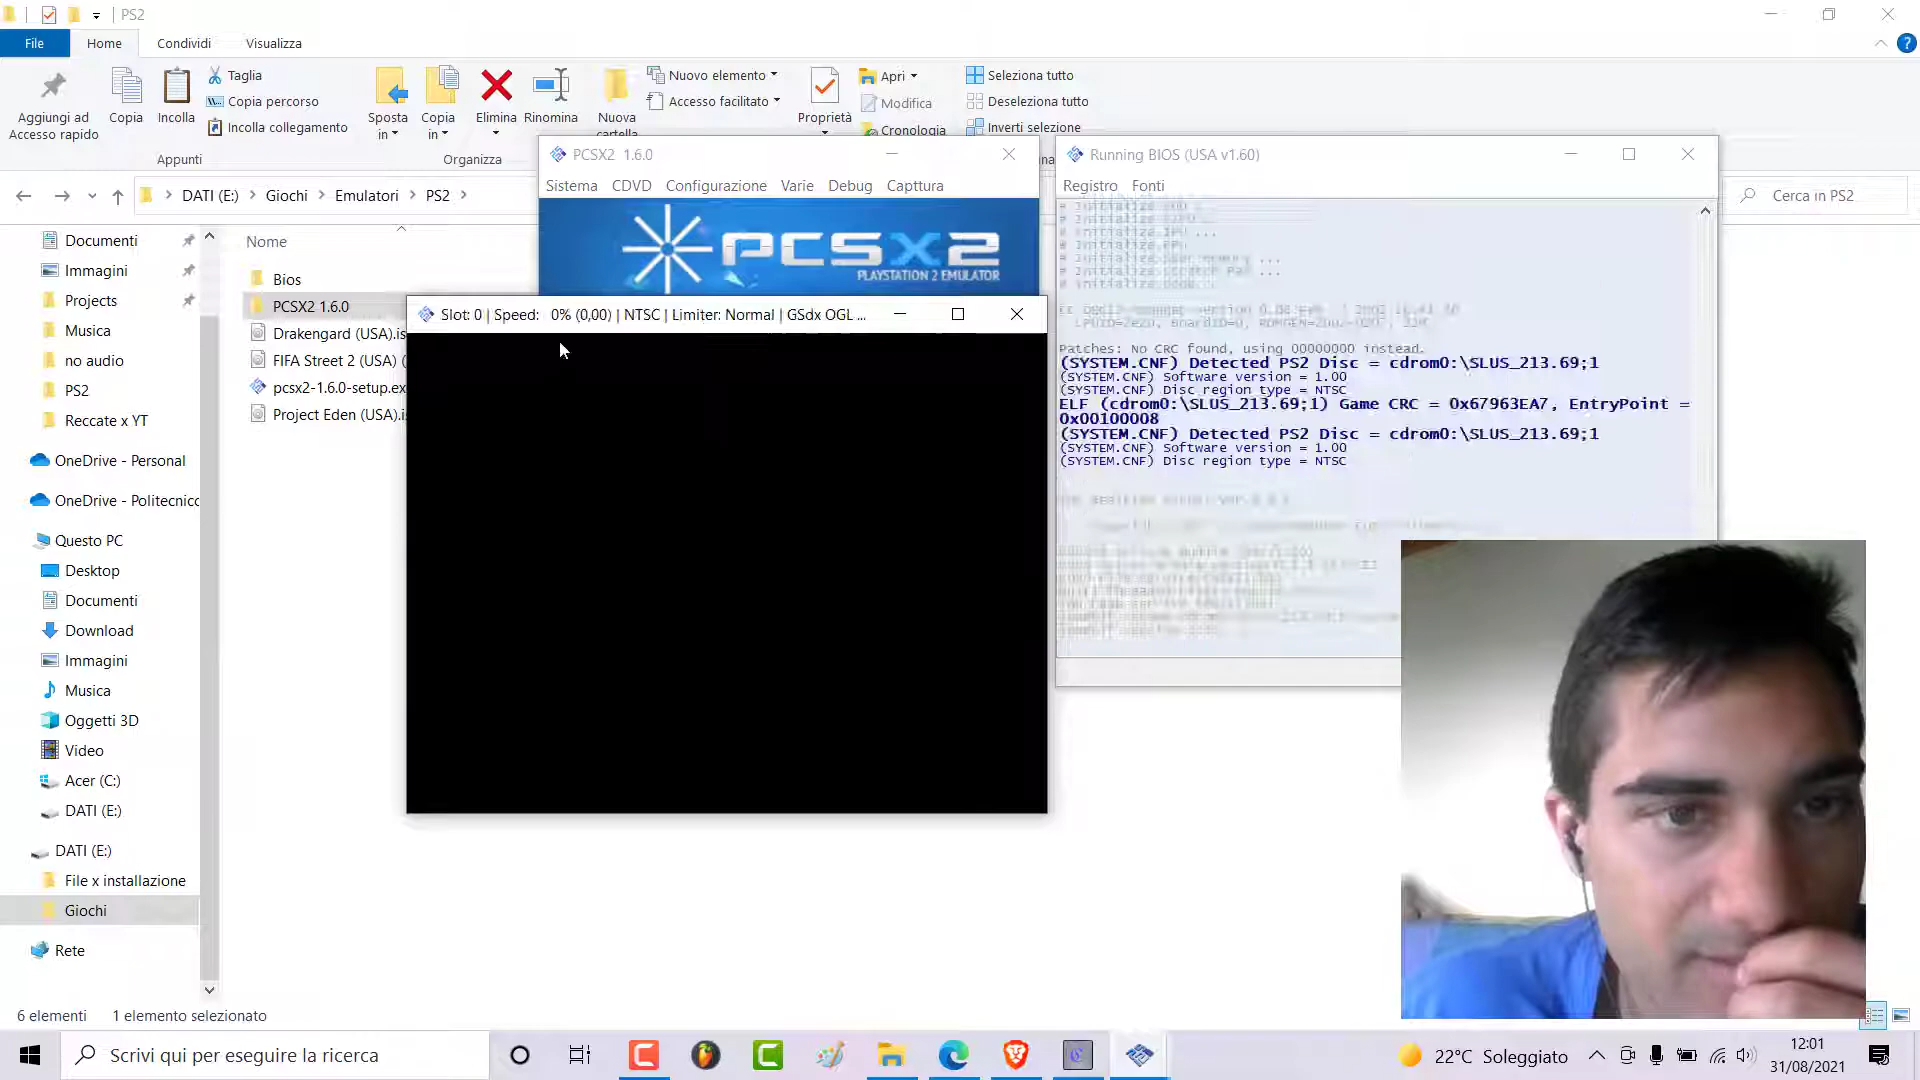 PS2
File
Home
Condividi
Visualizza
?
Aggiungi ad
Accesso rapido
Copia
Incolla
Taglia
Copia percorso
Incolla collegamento
Appunti
Sposta
in
Copia
in
Elimina
Rinomina
Organizza
Nuova
cartella
Nuovo elemento
Accesso facilitato
Proprietà
Apri
Modifica
Cronologia
Seleziona tutto
Deseleziona tutto
Inverti selezione
DATI (E:)
Giochi
Emulatori
PS2
Cerca in PS2
Documenti
Immagini
Projects
Musica
no audio
PS2
Reccate x YT
OneDrive - Personal
OneDrive - Politecnico
Questo PC
Desktop
Documenti
Download
Immagini
Musica
Oggetti 3D
Video
Acer (C:)
DATI (E:)
DATI (E:)
File x installazione
Giochi
Rete
Nome
Bios
PCSX2 1.6.0
Drakengard (USA).is
FIFA Street 2 (USA) (
pcsx2-1.6.0-setup.ex
Project Eden (USA).is
PCSX2 1.6.0
Sistema
CDVD
Configurazione
Varie
Debug
Capttura
PCSX2
PLAYSTATION 2 EMULATOR
Slot: 0 | Speed: 0% (0,00) | NTSC | Limiter: Normal | GSdx OGL ...
Running BIOS (USA v1.60)
Registro
Fonti
Patches: No CRC found, using 00000000 instead.
(SYSTEM.CNF) Detected PS2 Disc = cdrom0:\SLUS_213.69;1
(SYSTEM.CNF) Software version = 1.00
(SYSTEM.CNF) Disc region type = NTSC
ELF (cdrom0:\SLUS_213.69;1) Game CRC = 0x67963EA7, EntryPoint =
0x00100008
(SYSTEM.CNF) Detected PS2 Disc = cdrom0:\SLUS_213.69;1
(SYSTEM.CNF) Software version = 1.00
(SYSTEM.CNF) Disc region type = NTSC
6 elementi
1 elemento selezionato
Scrivi qui per eseguire la ricerca
22°C Soleggiato
12:01
31/08/2021